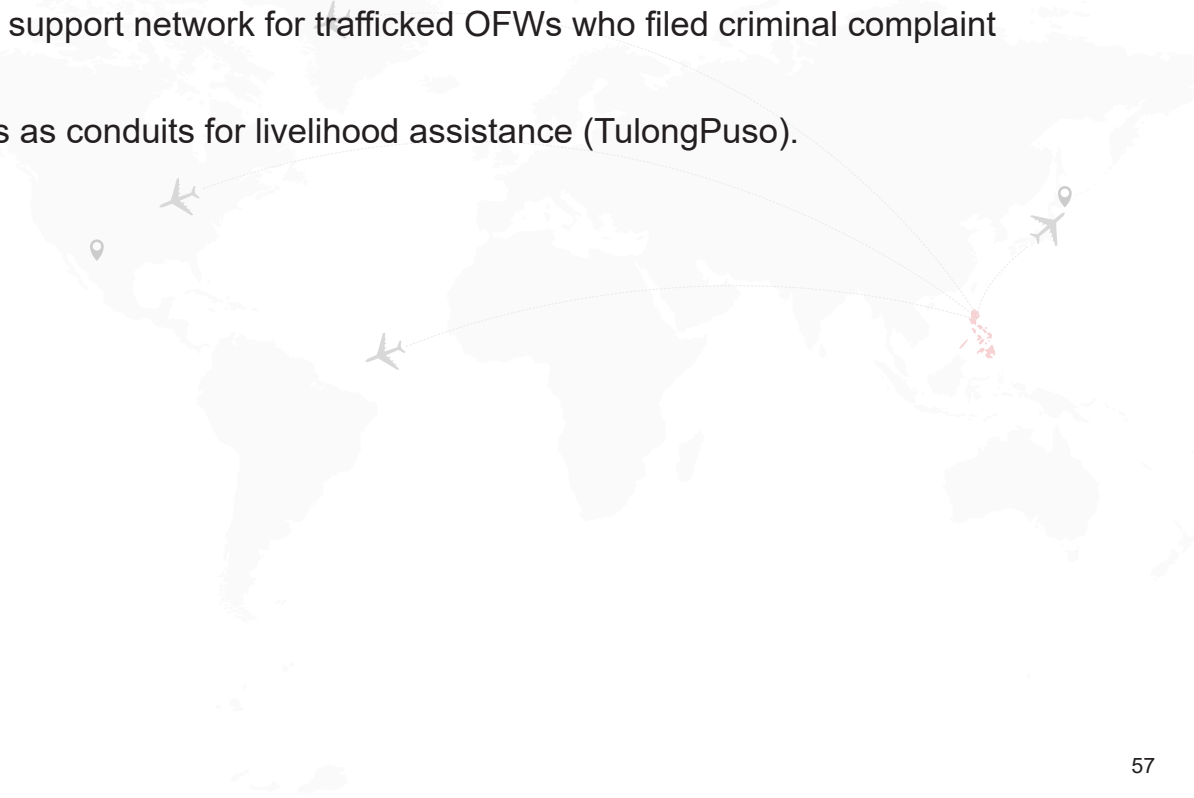 support network for trafficked OFWs who filed criminal complaint
s as conduits for livelihood assistance (TulongPuso).
57